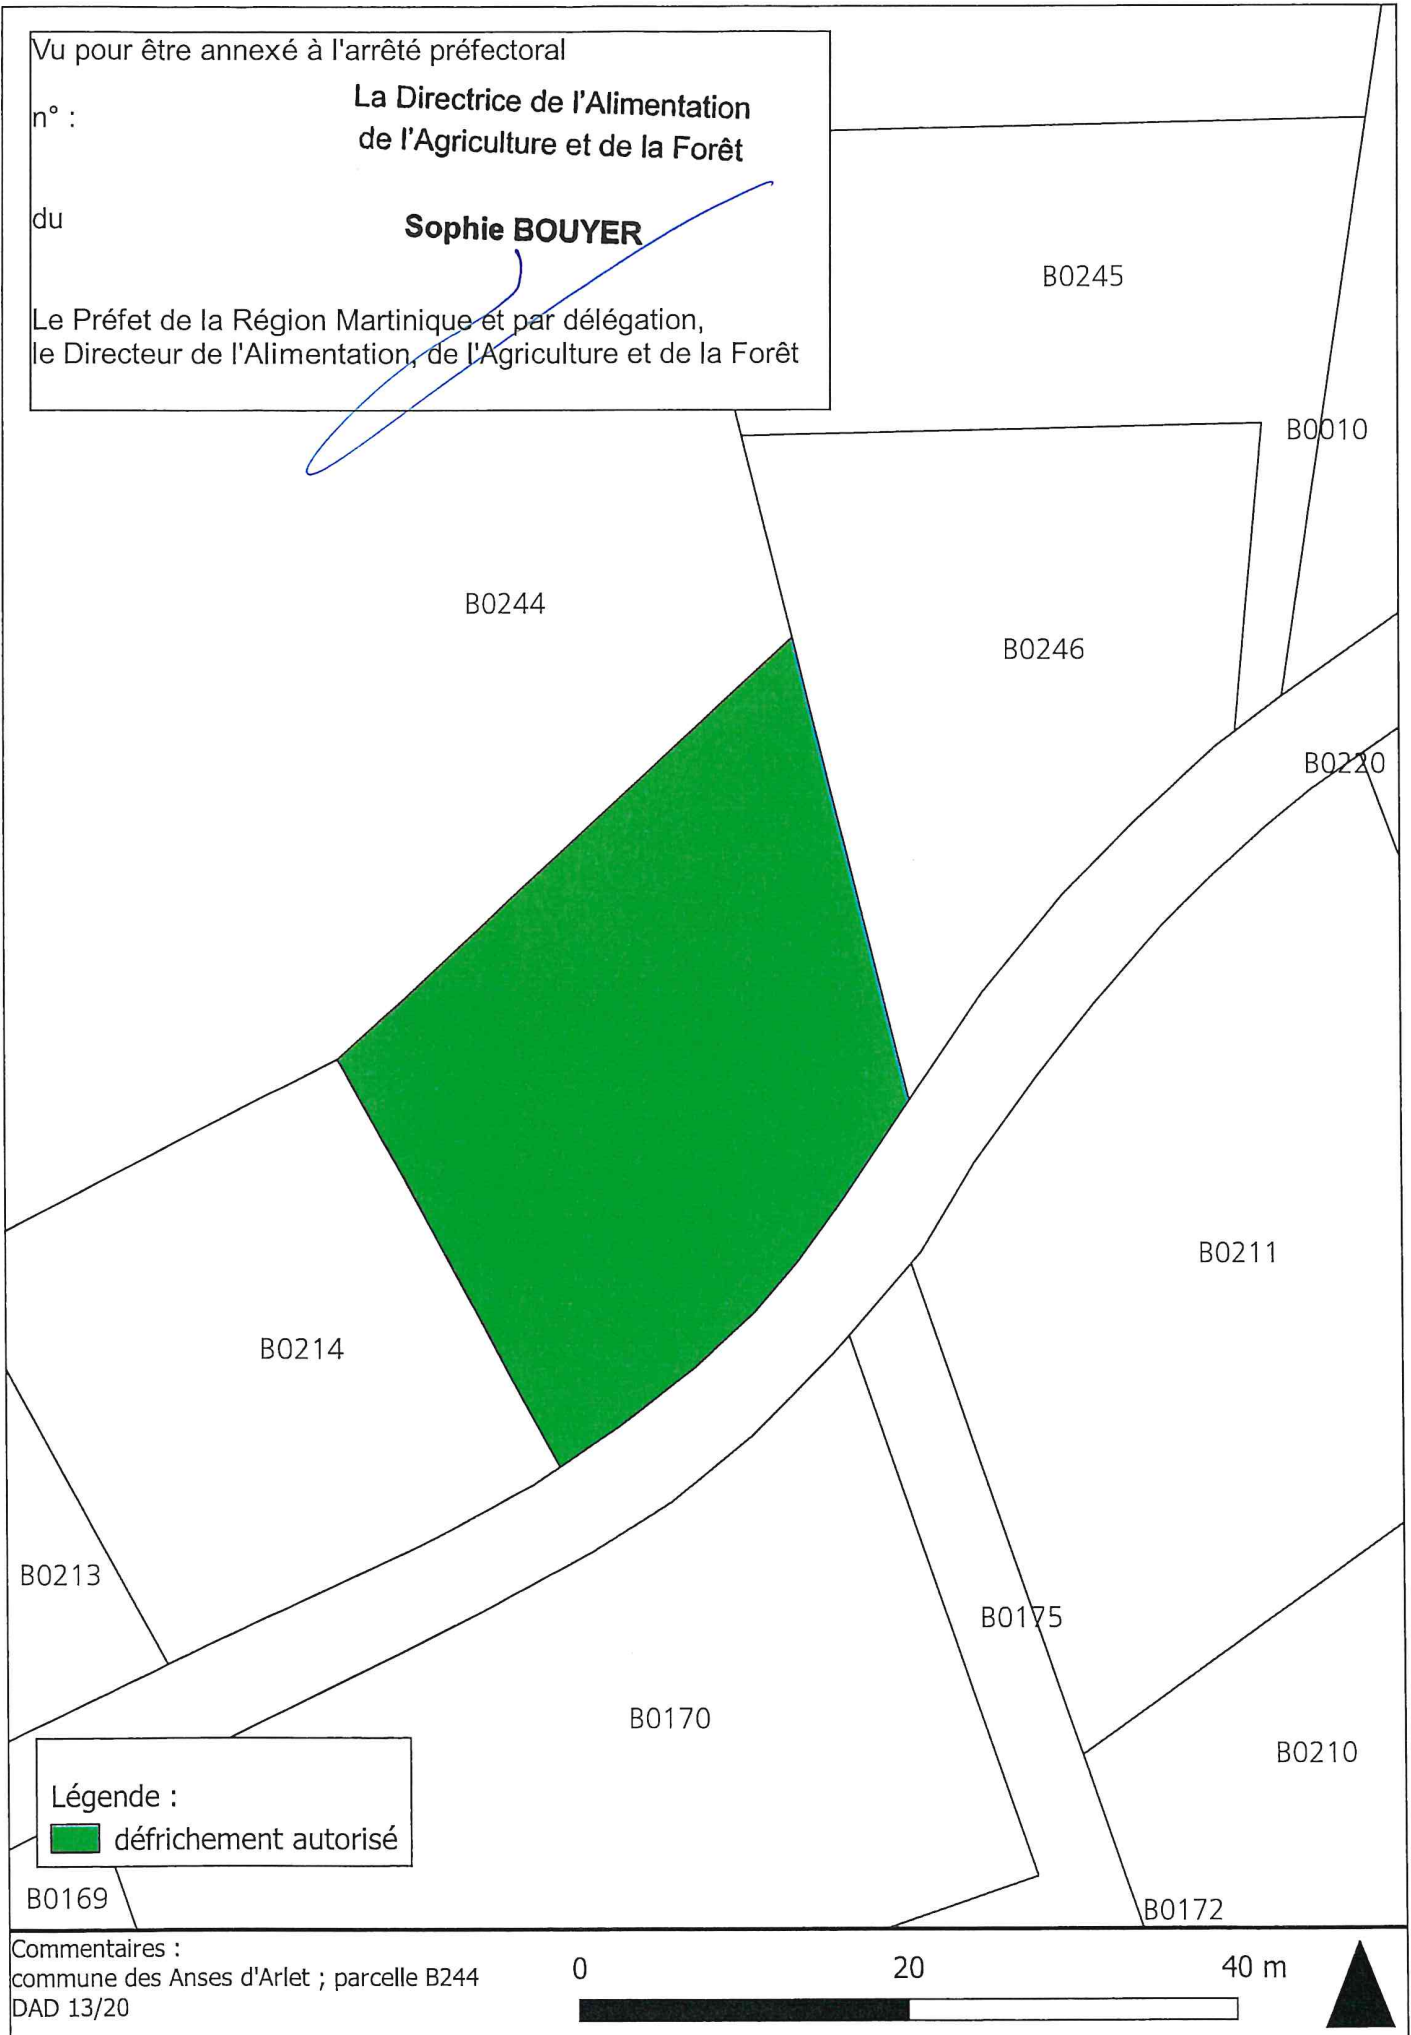 Vu pour être annexé à l'arrêté préfectoral
n° :
La Directrice de l'Alimentation
de l'Agriculture et de la Forêt
du
Sophie BOUYER
Le Préfet de la Région Martinique et par délégation,
le Directeur de l'Alimentation, de l'Agriculture et de la Forêt
B0245
B0010
B0244
B0246
B0220
B0211
B0214
B0213
B0175
B0170
B0210
Légende :
défrichement autorisé
B0169
B0172
Commentaires :
commune des Anses d'Arlet ; parcelle B244
DAD 13/20
0 20 40 m